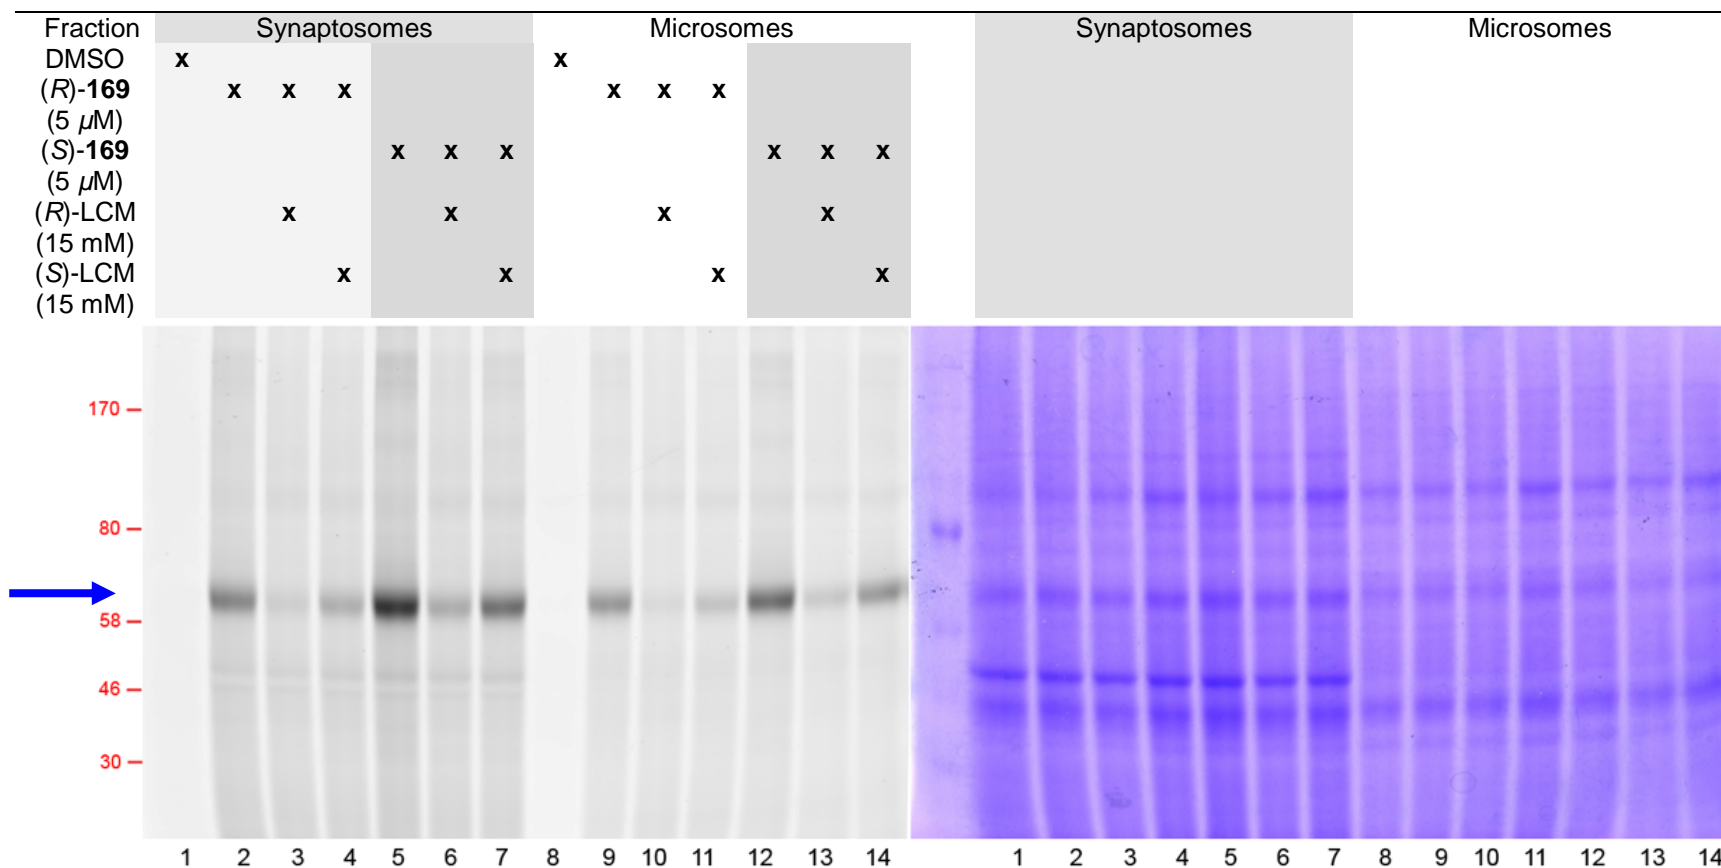 Fraction Synaptosomes Microsomes Synaptosomes Microsomes
DMSO x x
(R)-169 x x x x x x
(5 µM)
(S)-169 x x x x x x
(5 µM)
(R)-LCM x x x x
(15 mM)
(S)-LCM x x x x
(15 mM)
170
80
58
46
30
1 2 3 4 5 6 7 8 9 10 11 12 13 14 1 2 3 4 5 6 7 8 9 10 11 12 13 14